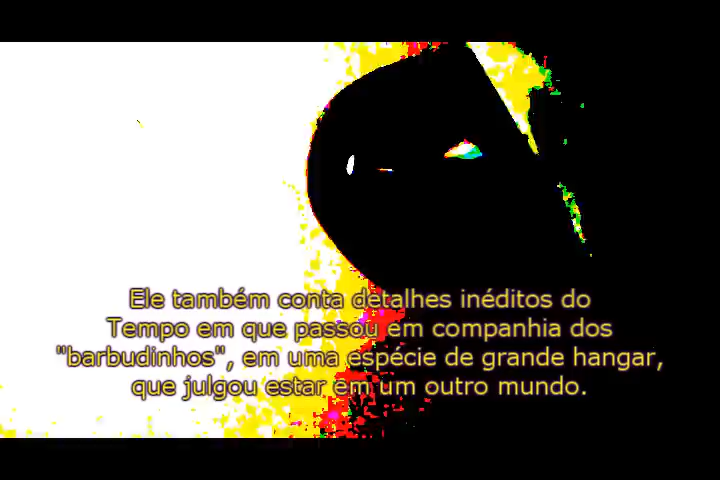 Ele também conta detalhes inéditos do
Tempo em que passou em companhia dos
"barbudinhos", em uma espécie de grande hangar,
que julgou estar em um outro mundo.